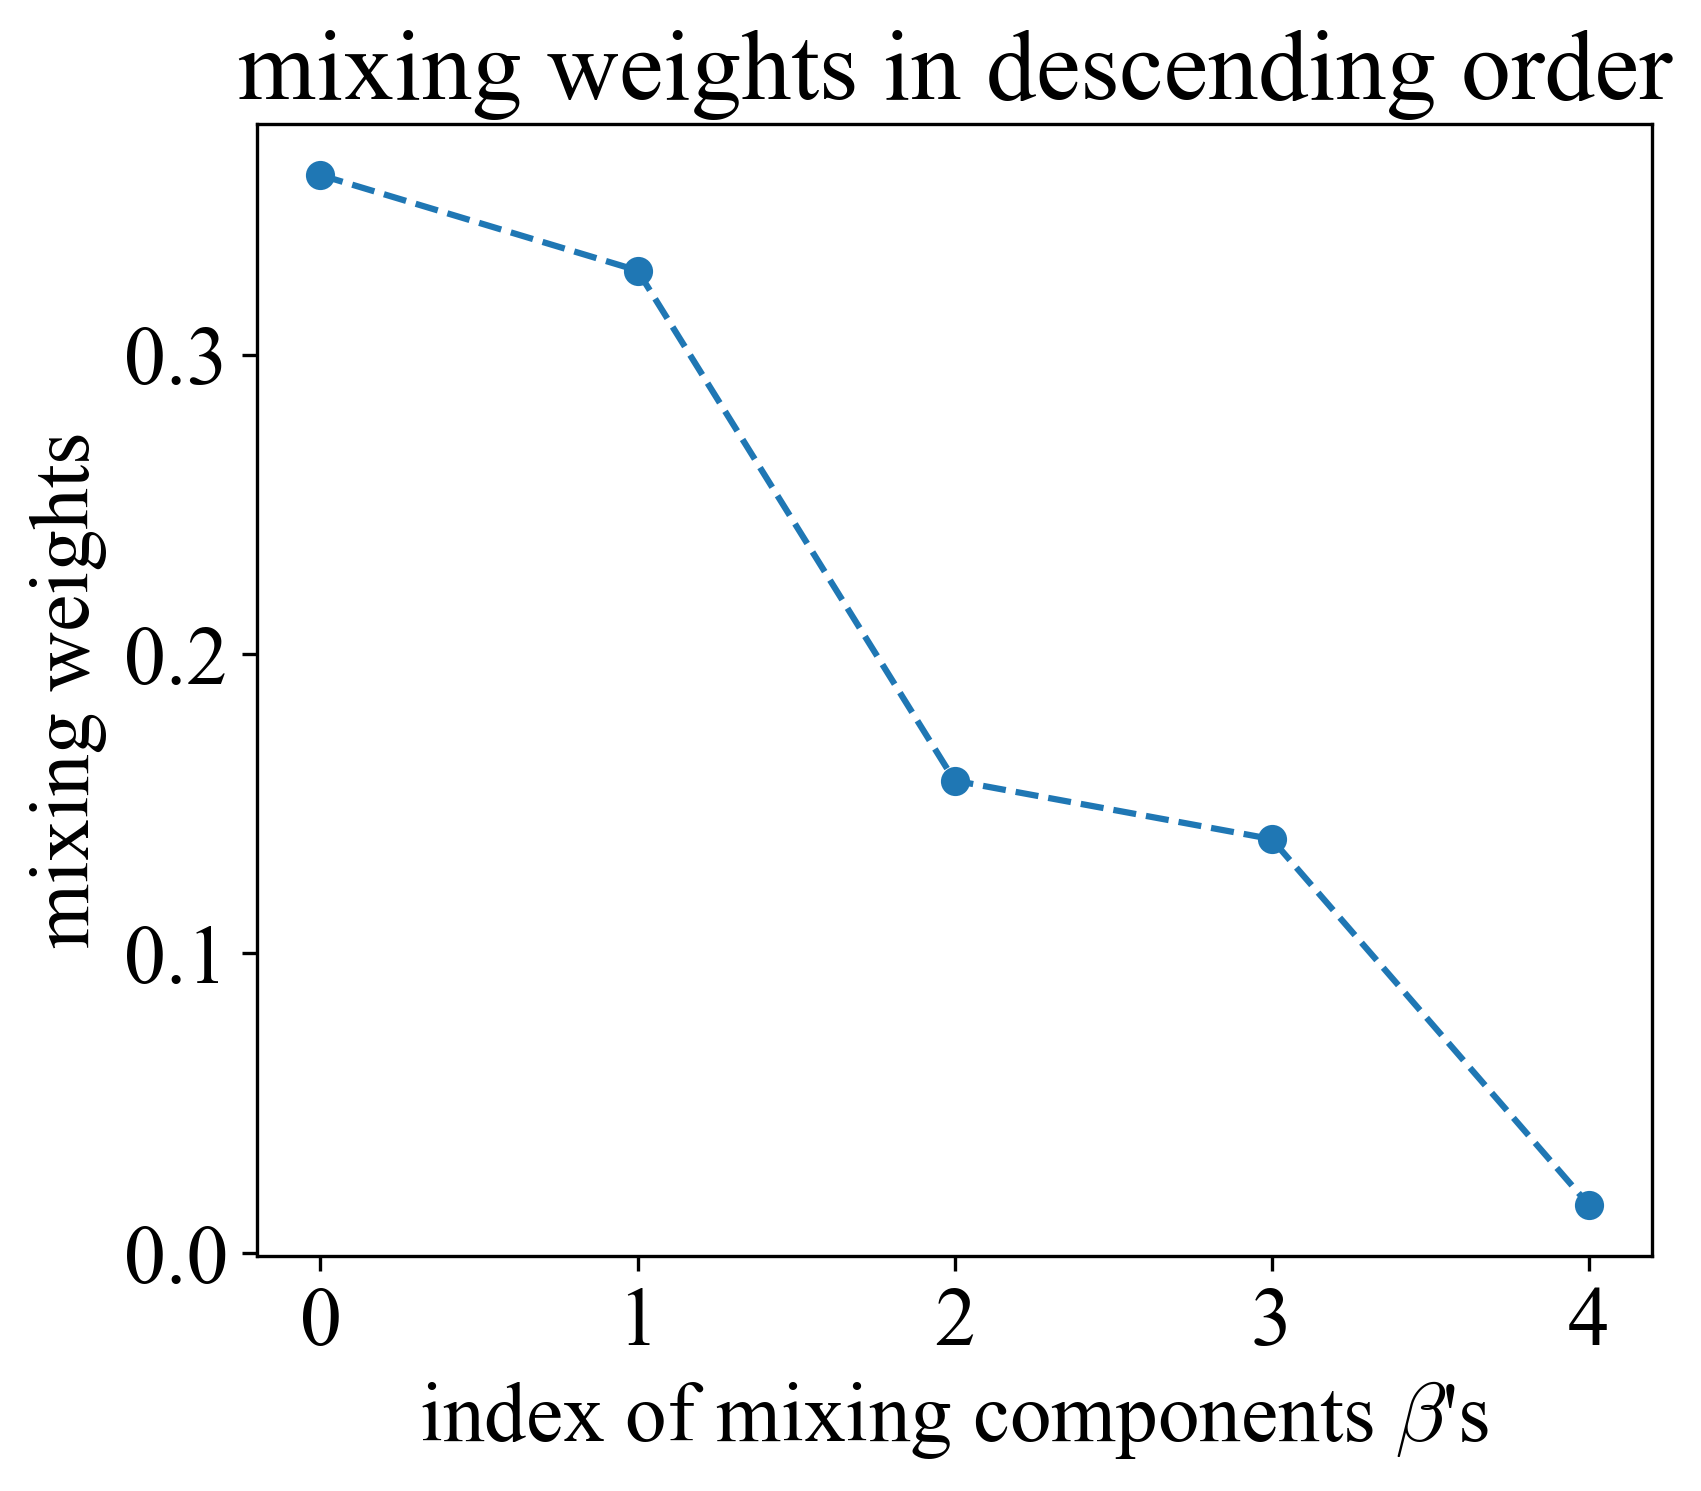 mixing weights in descending order
mixing weights
0.3
0.2
0.1
0.0
0 1 2 3 4
index of mixing components β's